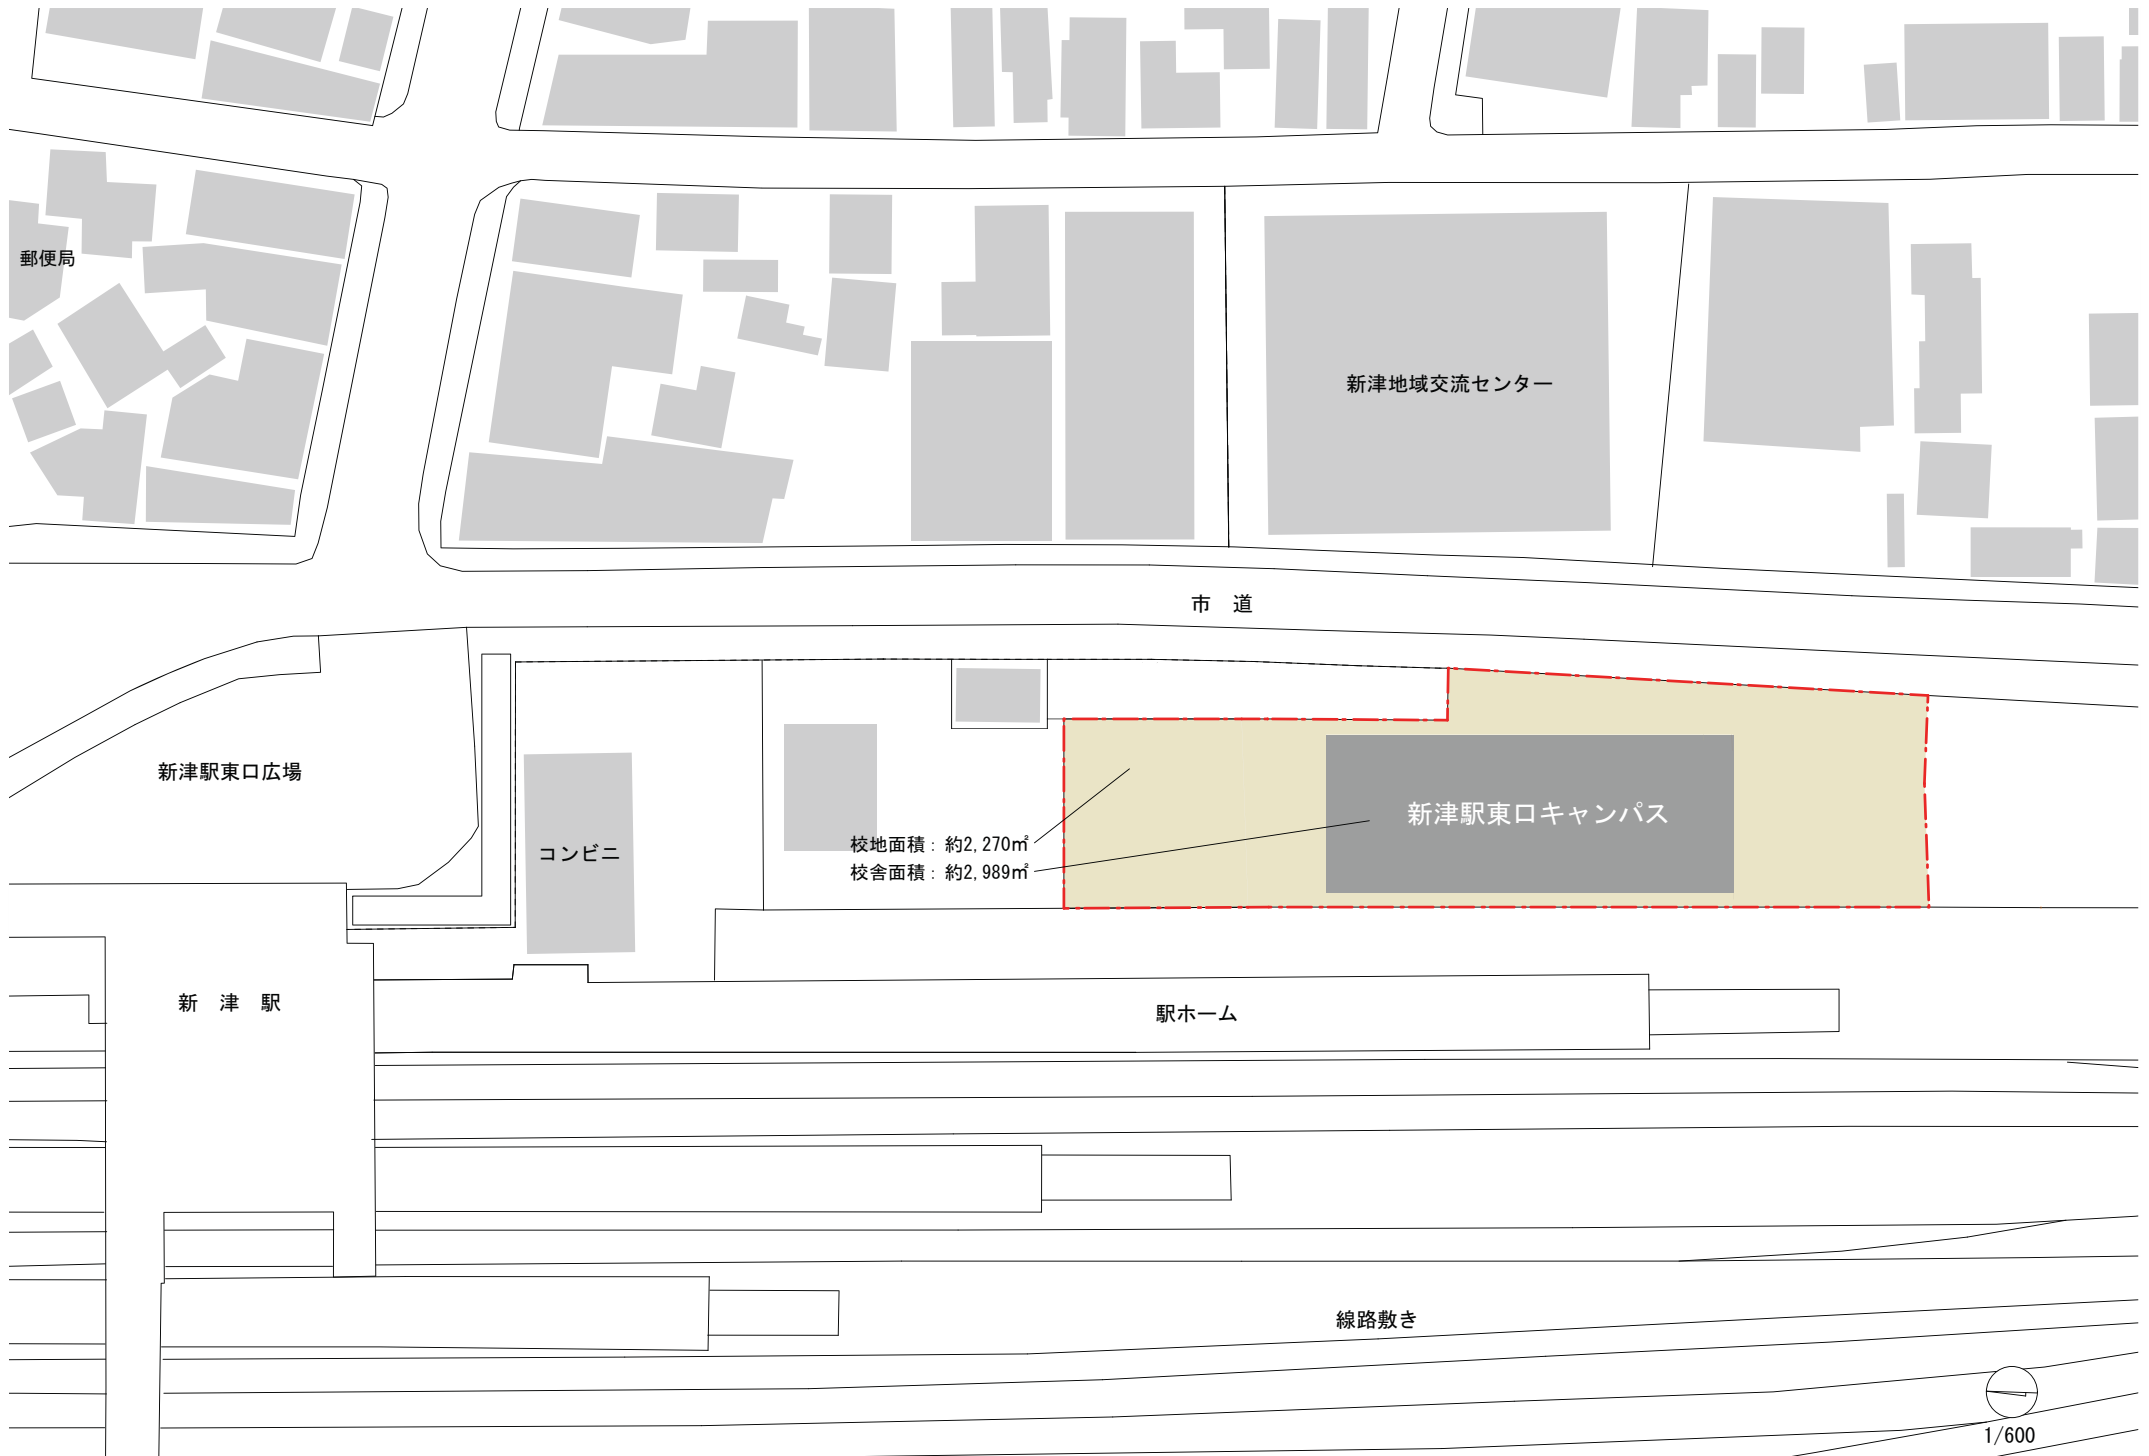 郵便局
新津地域交流センター
市　道
新津駅東口広場
コンビニ
新津駅東口キャンパス
校地面積：約2,270㎡
校舎面積：約2,989㎡
新　津　駅
駅ホーム
線路敷き
1/600